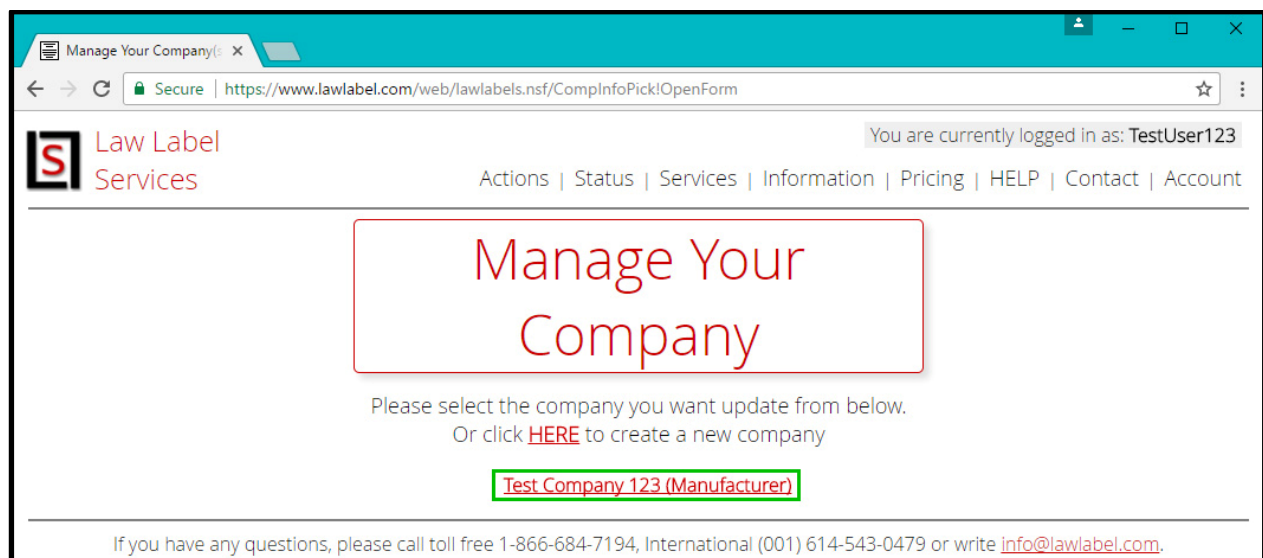 Manage Your Company(s
Secure | https://www.lawlabel.com/web/lawlabels.nsf/CompInfoPick!OpenForm
LS
Law Label
Services
You are currently logged in as: TestUser123
Actions | Status | Services | Information | Pricing | HELP | Contact | Account
Manage Your
Company
Please select the company you want update from below.
Or click HERE to create a new company
Test Company 123 (Manufacturer)
If you have any questions, please call toll free 1-866-684-7194, International (001) 614-543-0479 or write info@lawlabel.com.